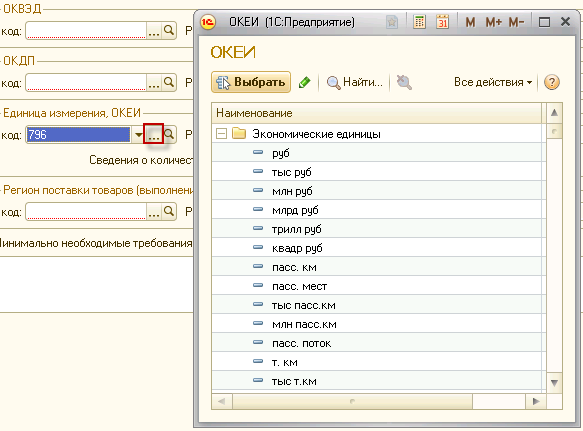 ОКВЭД
код:
... Р
ОКДП
код:
... Р
Единица измерения, ОКЕИ
код: 796
... Р
Сведения о количест
Регион поставки товаров (выполнени
код:
... Р
Минимально необходимые требования
ОКЕИ (1С:Предприятие)
31 M M+ M-
ОКЕИ
Выбрать Найти... Все действия ?
Наименование
Экономические единицы
руб
тыс руб
млн руб
млрд руб
трилл руб
квадр руб
пасс. км
пасс. мест
тыс пасс.км
млн пасс.км
пасс. поток
т. км
тыс т.км